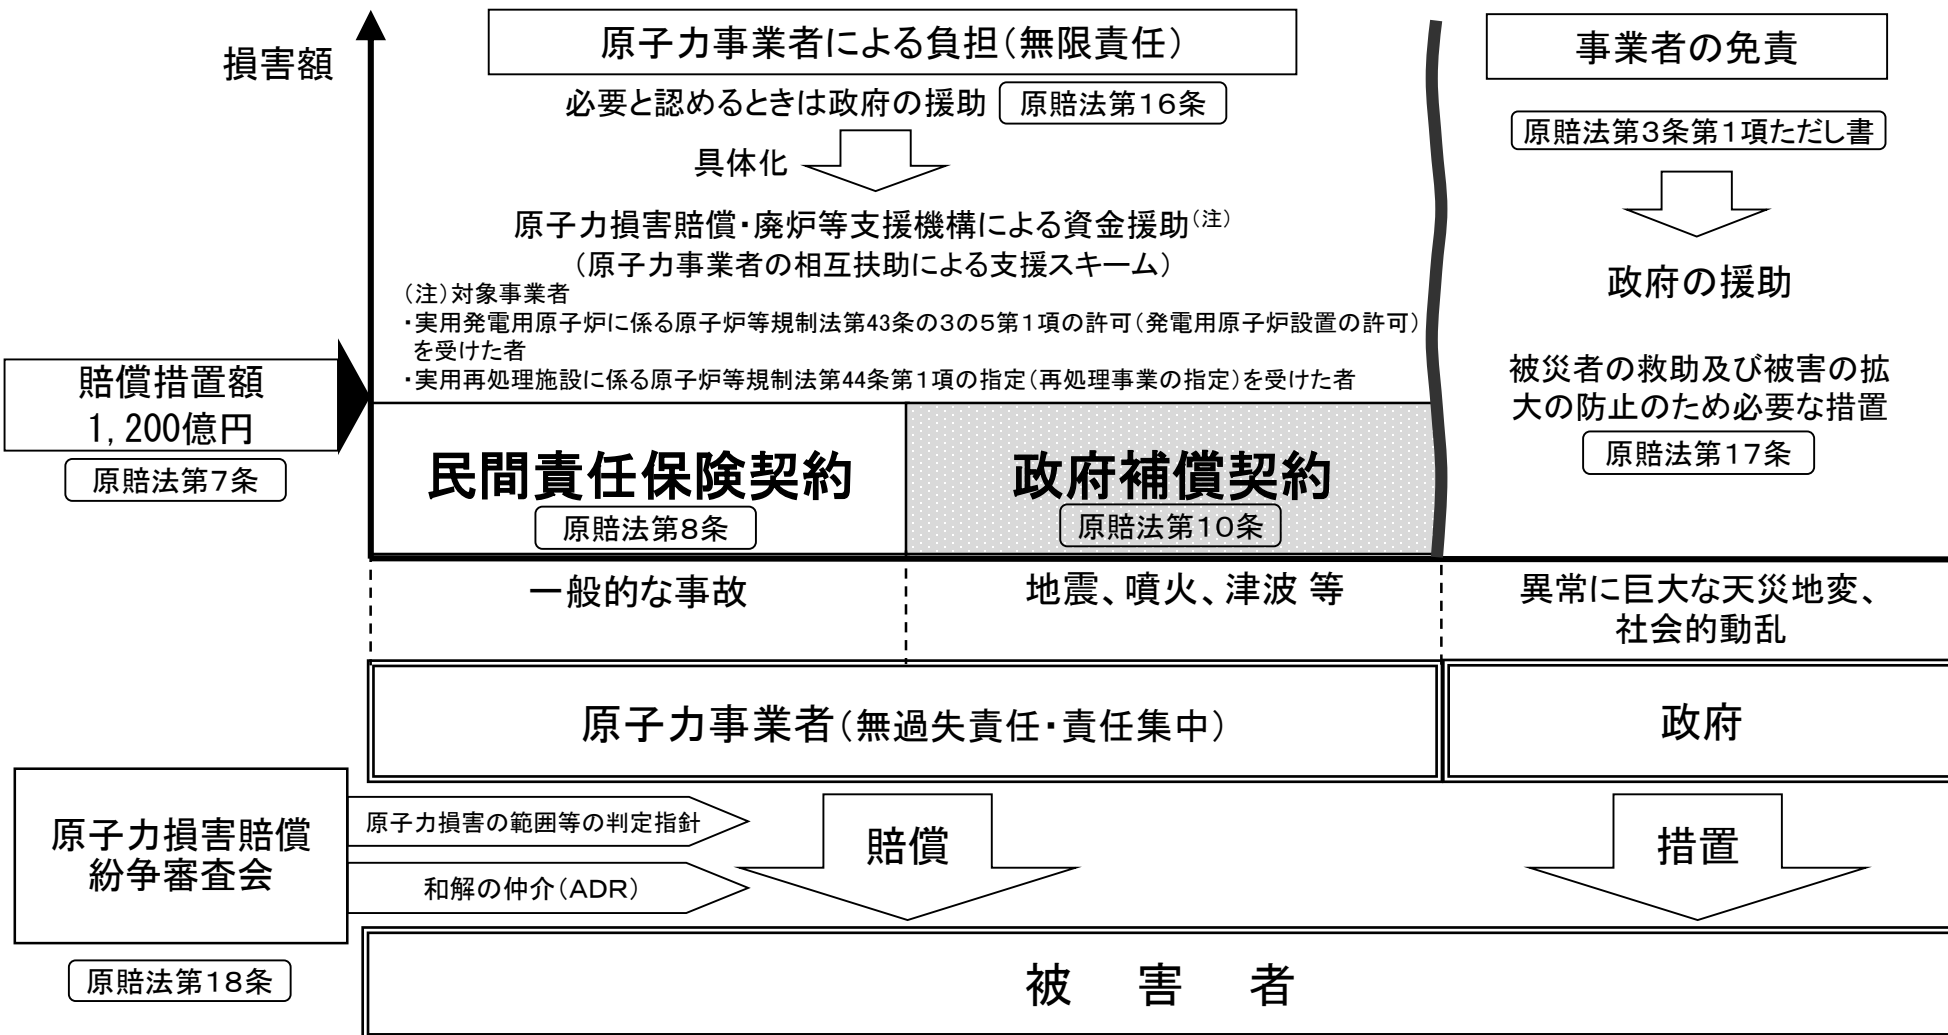 損害額
原子力事業者による負担(無限責任)
必要と認めるときは政府の援助
原賠法第16条
具体化
原子力損害賠償・廃炉等支援機構による資金援助(注)
(原子力事業者の相互扶助による支援スキーム)
(注)対象事業者
・実用発電用原子炉に係る原子炉等規制法第43条の3の5第1項の許可(発電用原子炉設置の許可)
を受けた者
・実用再処理施設に係る原子炉等規制法第44条第1項の指定(再処理事業の指定)を受けた者
事業者の免責
原賠法第3条第1項ただし書
政府の援助
被災者の救助及び被害の拡
大の防止のため必要な措置
原賠法第17条
賠償措置額
1,200億円
原賠法第7条
民間責任保険契約
原賠法第8条
政府補償契約
原賠法第10条
一般的な事故
地震、噴火、津波 等
異常に巨大な天災地変、
社会的動乱
原子力事業者(無過失責任・責任集中)
政府
原子力損害賠償
紛争審査会
原賠法第18条
原子力損害の範囲等の判定指針
和解の仲介(ADR)
賠償
措置
被 害 者